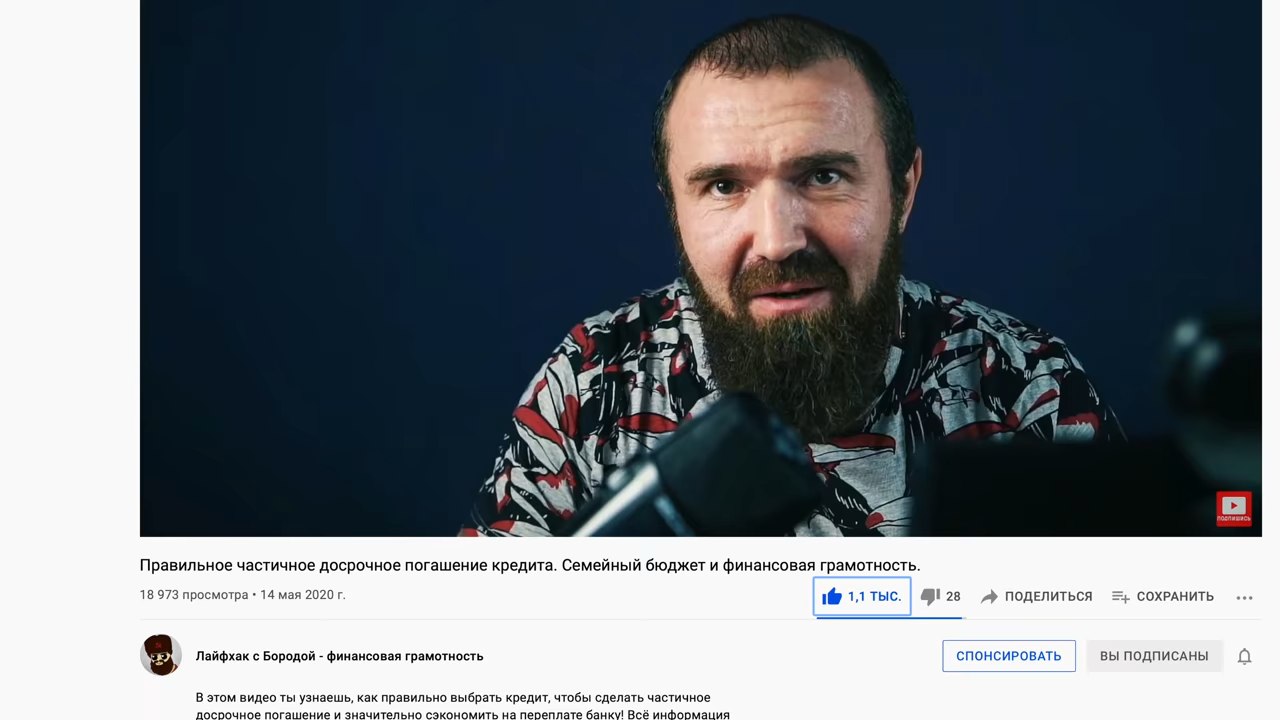 ПОДПИШИСЬ
Правильное частичное досрочное погашение кредита. Семейный бюджет и финансовая грамотность.
18 973 просмотра • 14 мая 2020 г.
1,1 ТЫС.
28
ПОДЕЛИТЬСЯ
СОХРАНИТЬ
Лайфхак с Бородой - финансовая грамотность
СПОНСИРОВАТЬ
ВЫ ПОДПИСАНЫ
В этом видео ты узнаешь, как правильно выбрать кредит, чтобы сделать частичное
досрочное погашение и значительно сэкономить на переплате банку! Всё информация